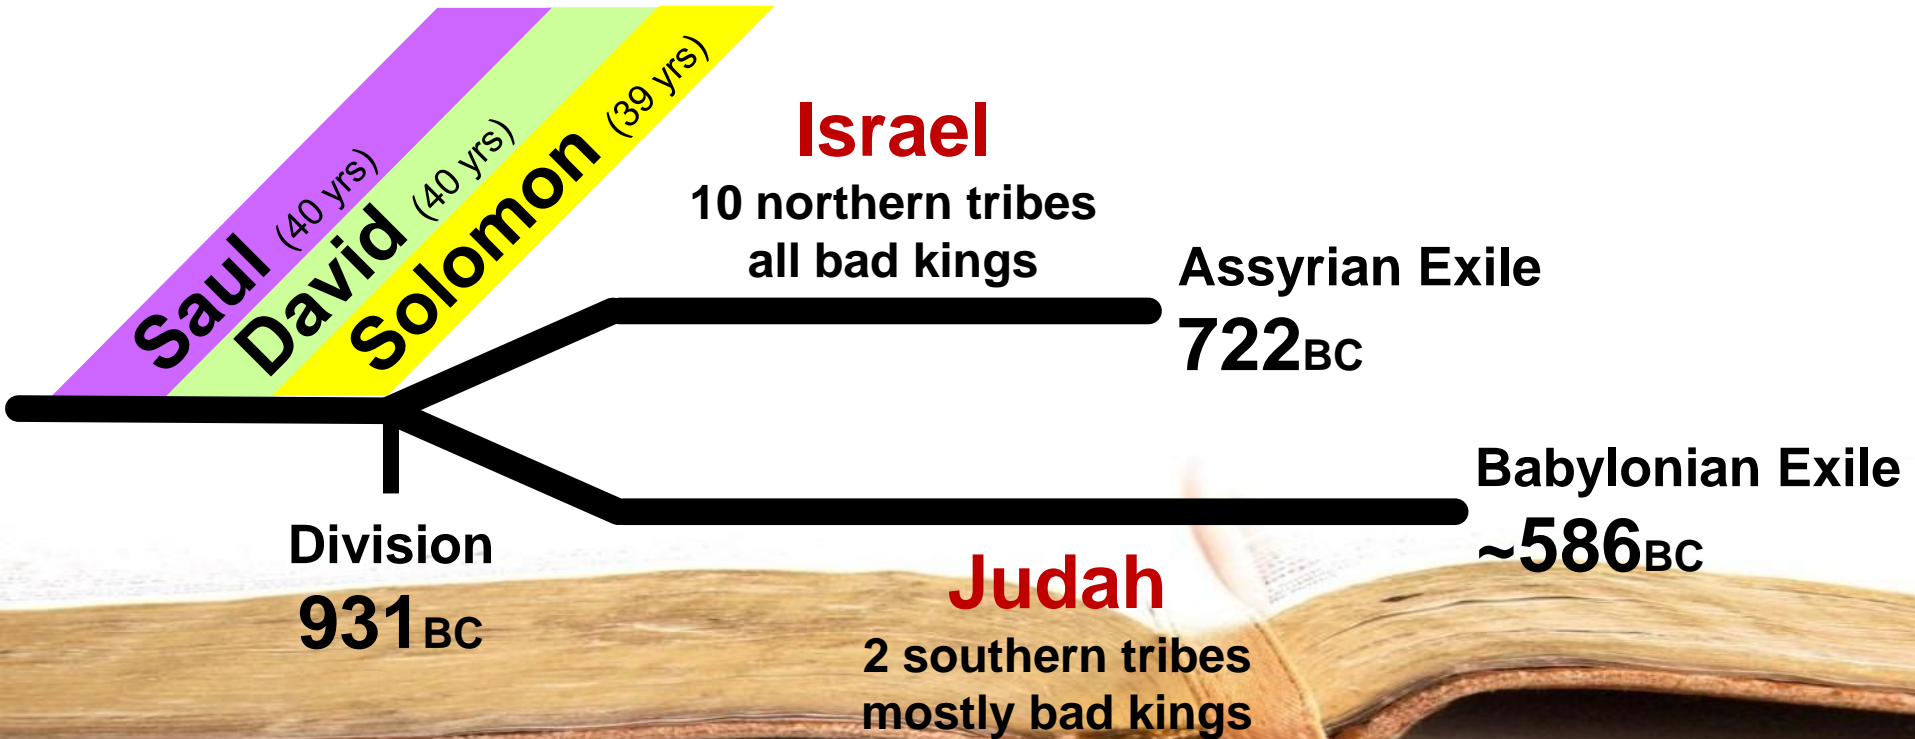 Saul (40 yrs)
David (40 yrs)
Solomon (39 yrs)
Israel
10 northern tribes
all bad kings
Assyrian Exile
722BC
Division
931BC
Babylonian Exile
~586BC
Judah
2 southern tribes
mostly bad kings